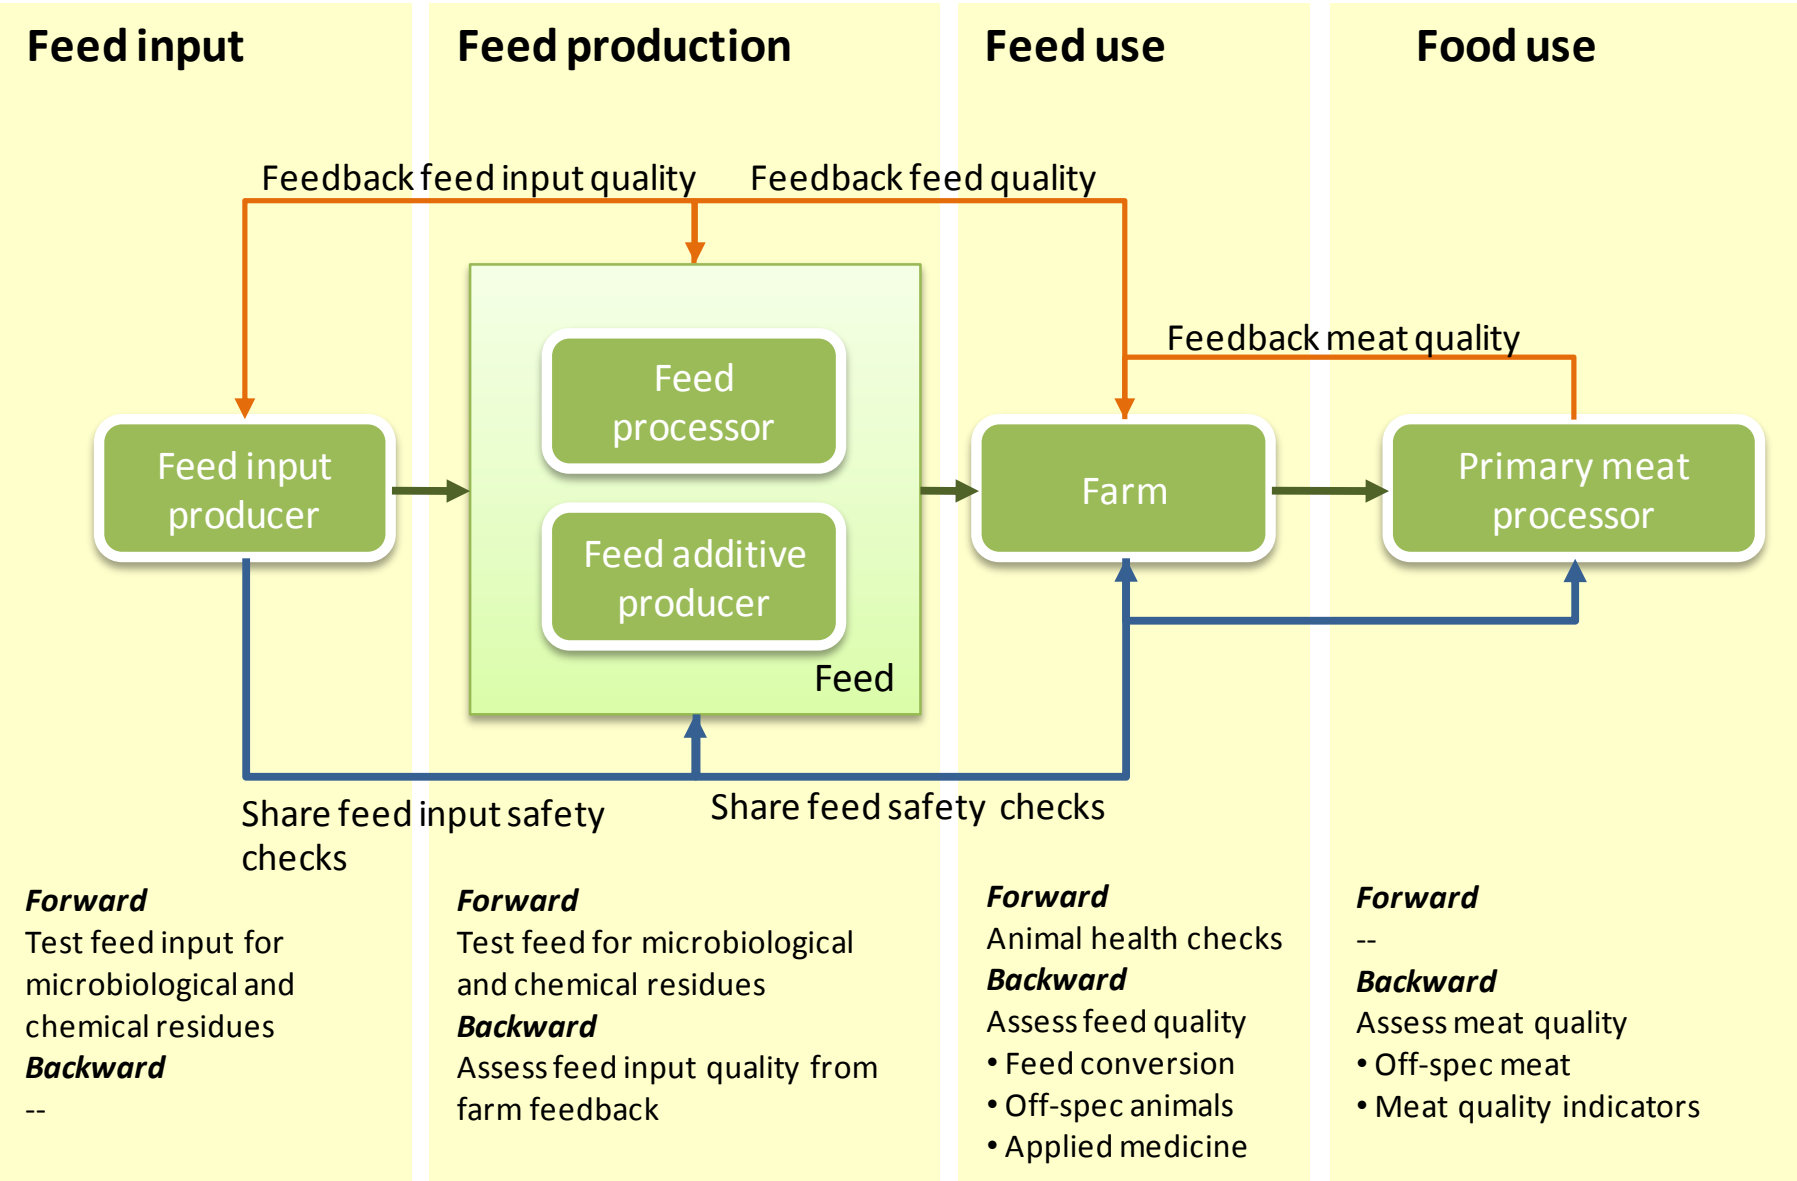 Feed input
Feed production
Feed use
Food use
Feedback feed input quality
Feedback feed quality
Feedback meat quality
Feed
processor
Feed input
producer
Farm
Primary meat
processor
Feed additive
producer
Feed
Share feed input safety
checks
Share feed safety checks
Forward
Test feed input for
microbiological and
chemical residues
Backward
--
Forward
Test feed for microbiological
and chemical residues
Backward
Assess feed input quality from
farm feedback
Forward
Animal health checks
Backward
Assess feed quality
• Feed conversion
• Off-spec animals
• Applied medicine
Forward
--
Backward
Assess meat quality
• Off-spec meat
• Meat quality indicators